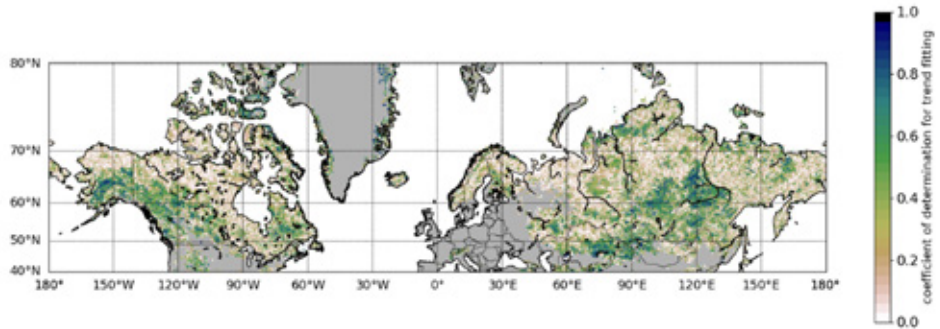 80°N
70°N
60°N
50°N
40°N
180° 150°W 120°W 90°W 60°W 30°W 0° 30°E 60°E 90°E 120°E 150°E 180°
1.0
0.8
0.6
0.4
0.2
0.0
coefficient of determination for trend fitting